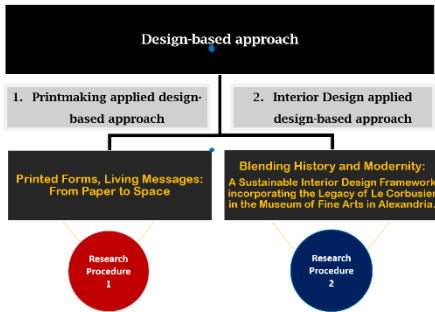 Design-based approach
1. Printmaking applied design-
based approach
2. Interior Design applied
design-based approach
Printed Forms, Living Messages:
From Paper to Space
Blending History and Modernity:
A Sustainable Interior Design Framework
incorporating the Legacy of Le Corbusier
in the Museum of Fine Arts in Alexandria.
Research
Procedure
1
Research
Procedure
2